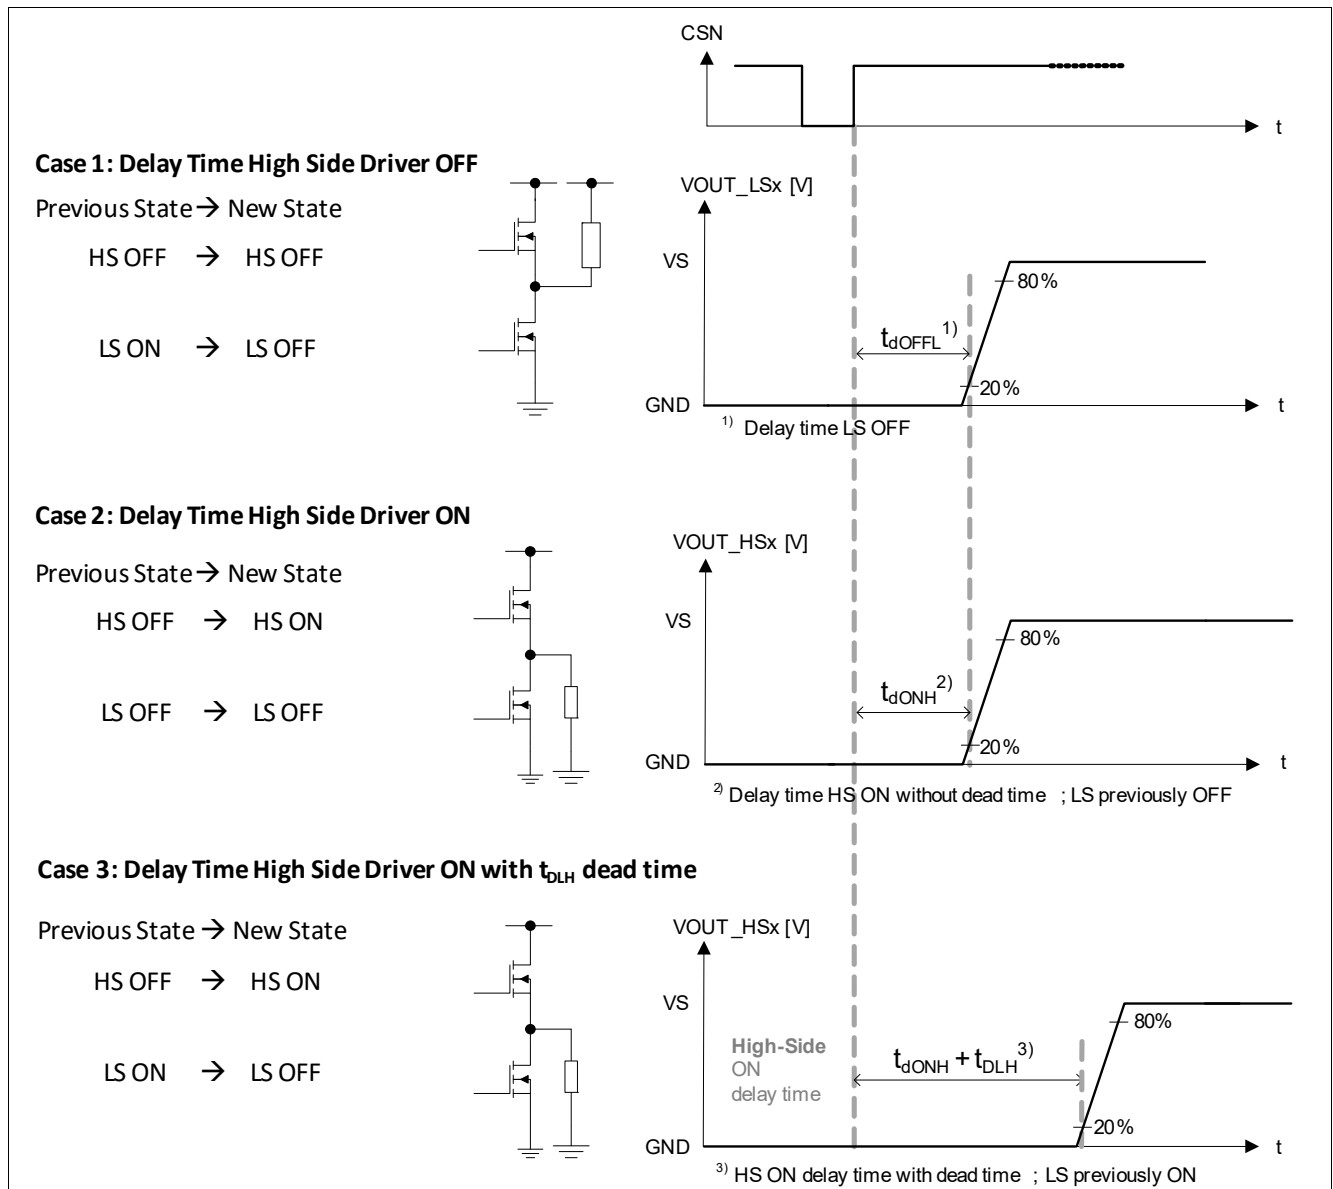 CSN
t
Case 1: Delay Time High Side Driver OFF
Previous State → New State
HS OFF → HS OFF
LS ON → LS OFF
VOUT_LSx [V]
VS
80%
tdOFFL1)
20%
GND
t
1) Delay time LS OFF
Case 2: Delay Time High Side Driver ON
Previous State → New State
HS OFF → HS ON
LS OFF → LS OFF
VOUT_HSx [V]
VS
80%
tdONH2)
20%
GND
t
2) Delay time HS ON without dead time ; LS previously OFF
Case 3: Delay Time High Side Driver ON with tDLH dead time
Previous State → New State
HS OFF → HS ON
LS ON → LS OFF
VOUT_HSx [V]
VS
80%
High-Side
ON
delay time
tdONH + tDLH3)
20%
GND
t
3) HS ON delay time with dead time ; LS previously ON